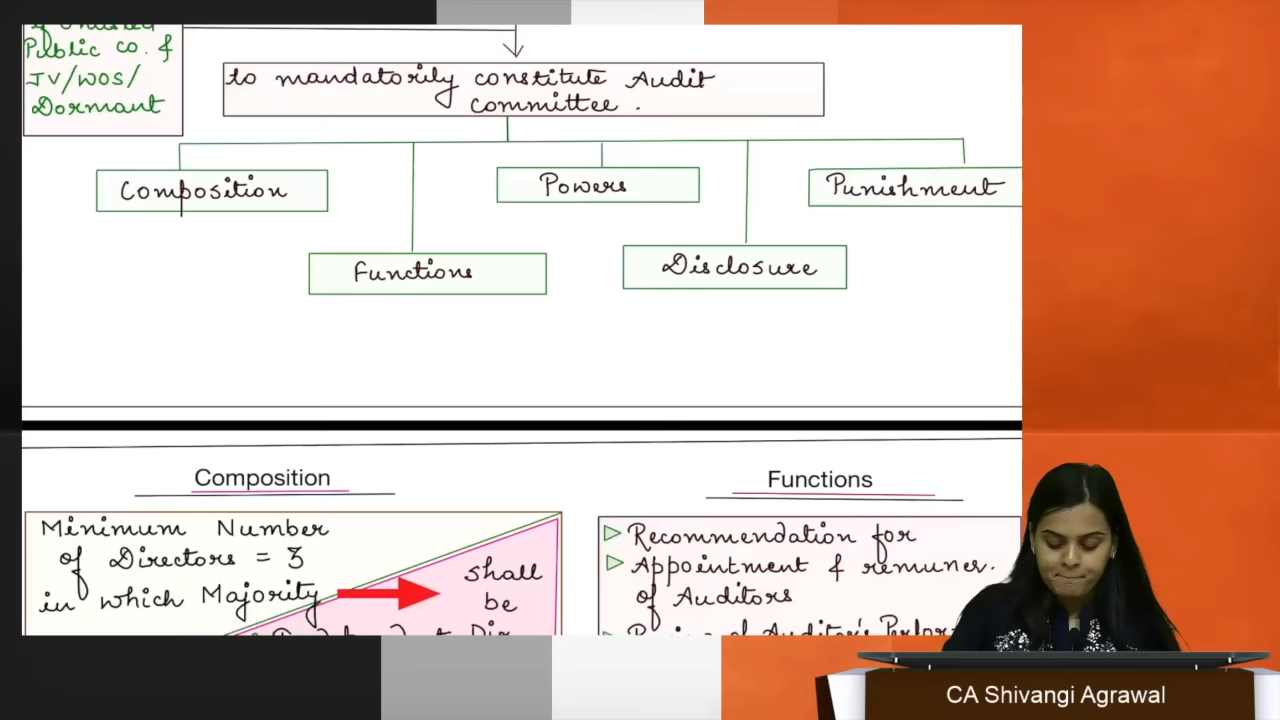 of Unlisted
Public co. &
JV/WOS/
Dormant
to mandatorily constitute Audit
committee.
Composition
Powers
Punishment
Functions
Disclosure
Composition
Functions
Minimum Number
of Directors = 3
in which Majority
shall
be
Recommendation for
Appointment & remuner.
of Auditors
of Auditor's
CA Shivangi Agrawal